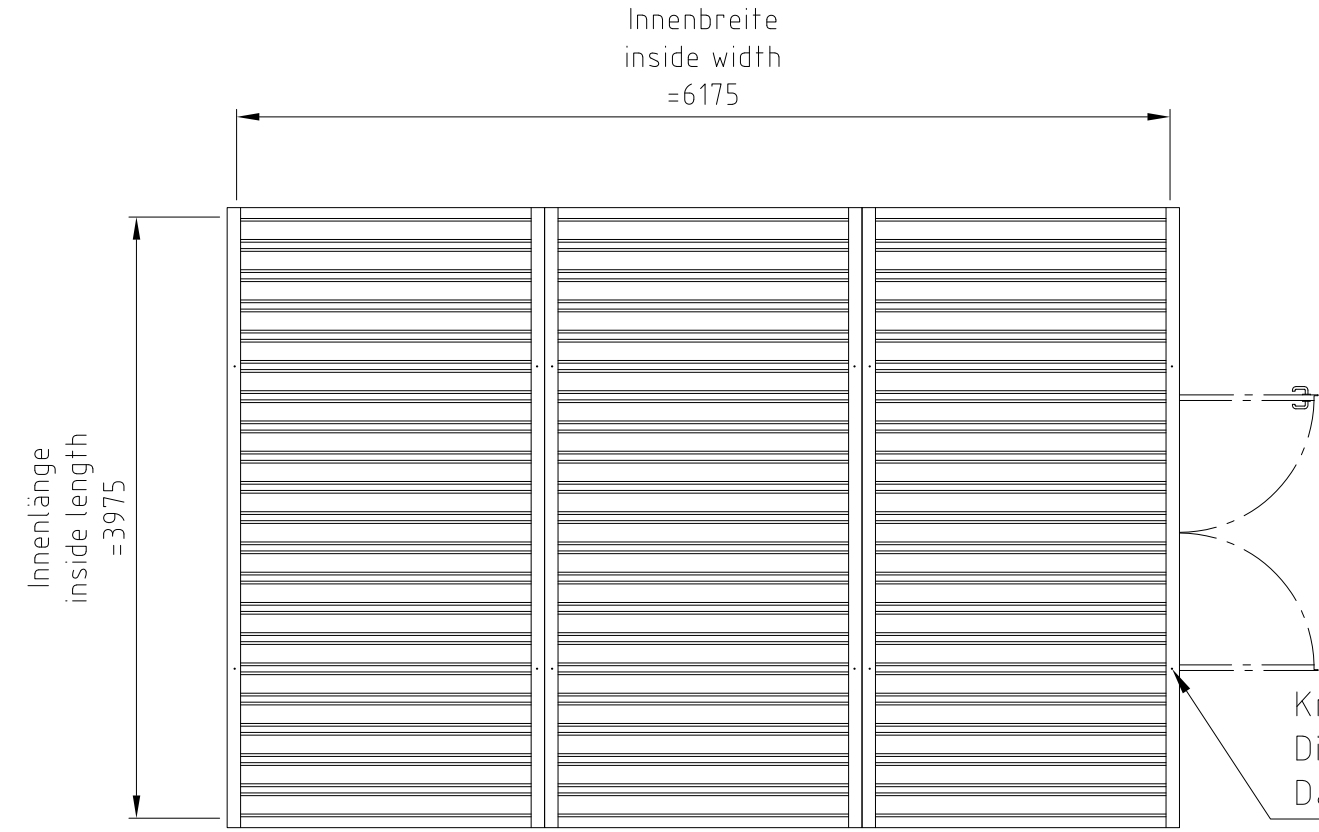 Innenbreite
inside width
=6175
Innenlänge
inside length
=3975